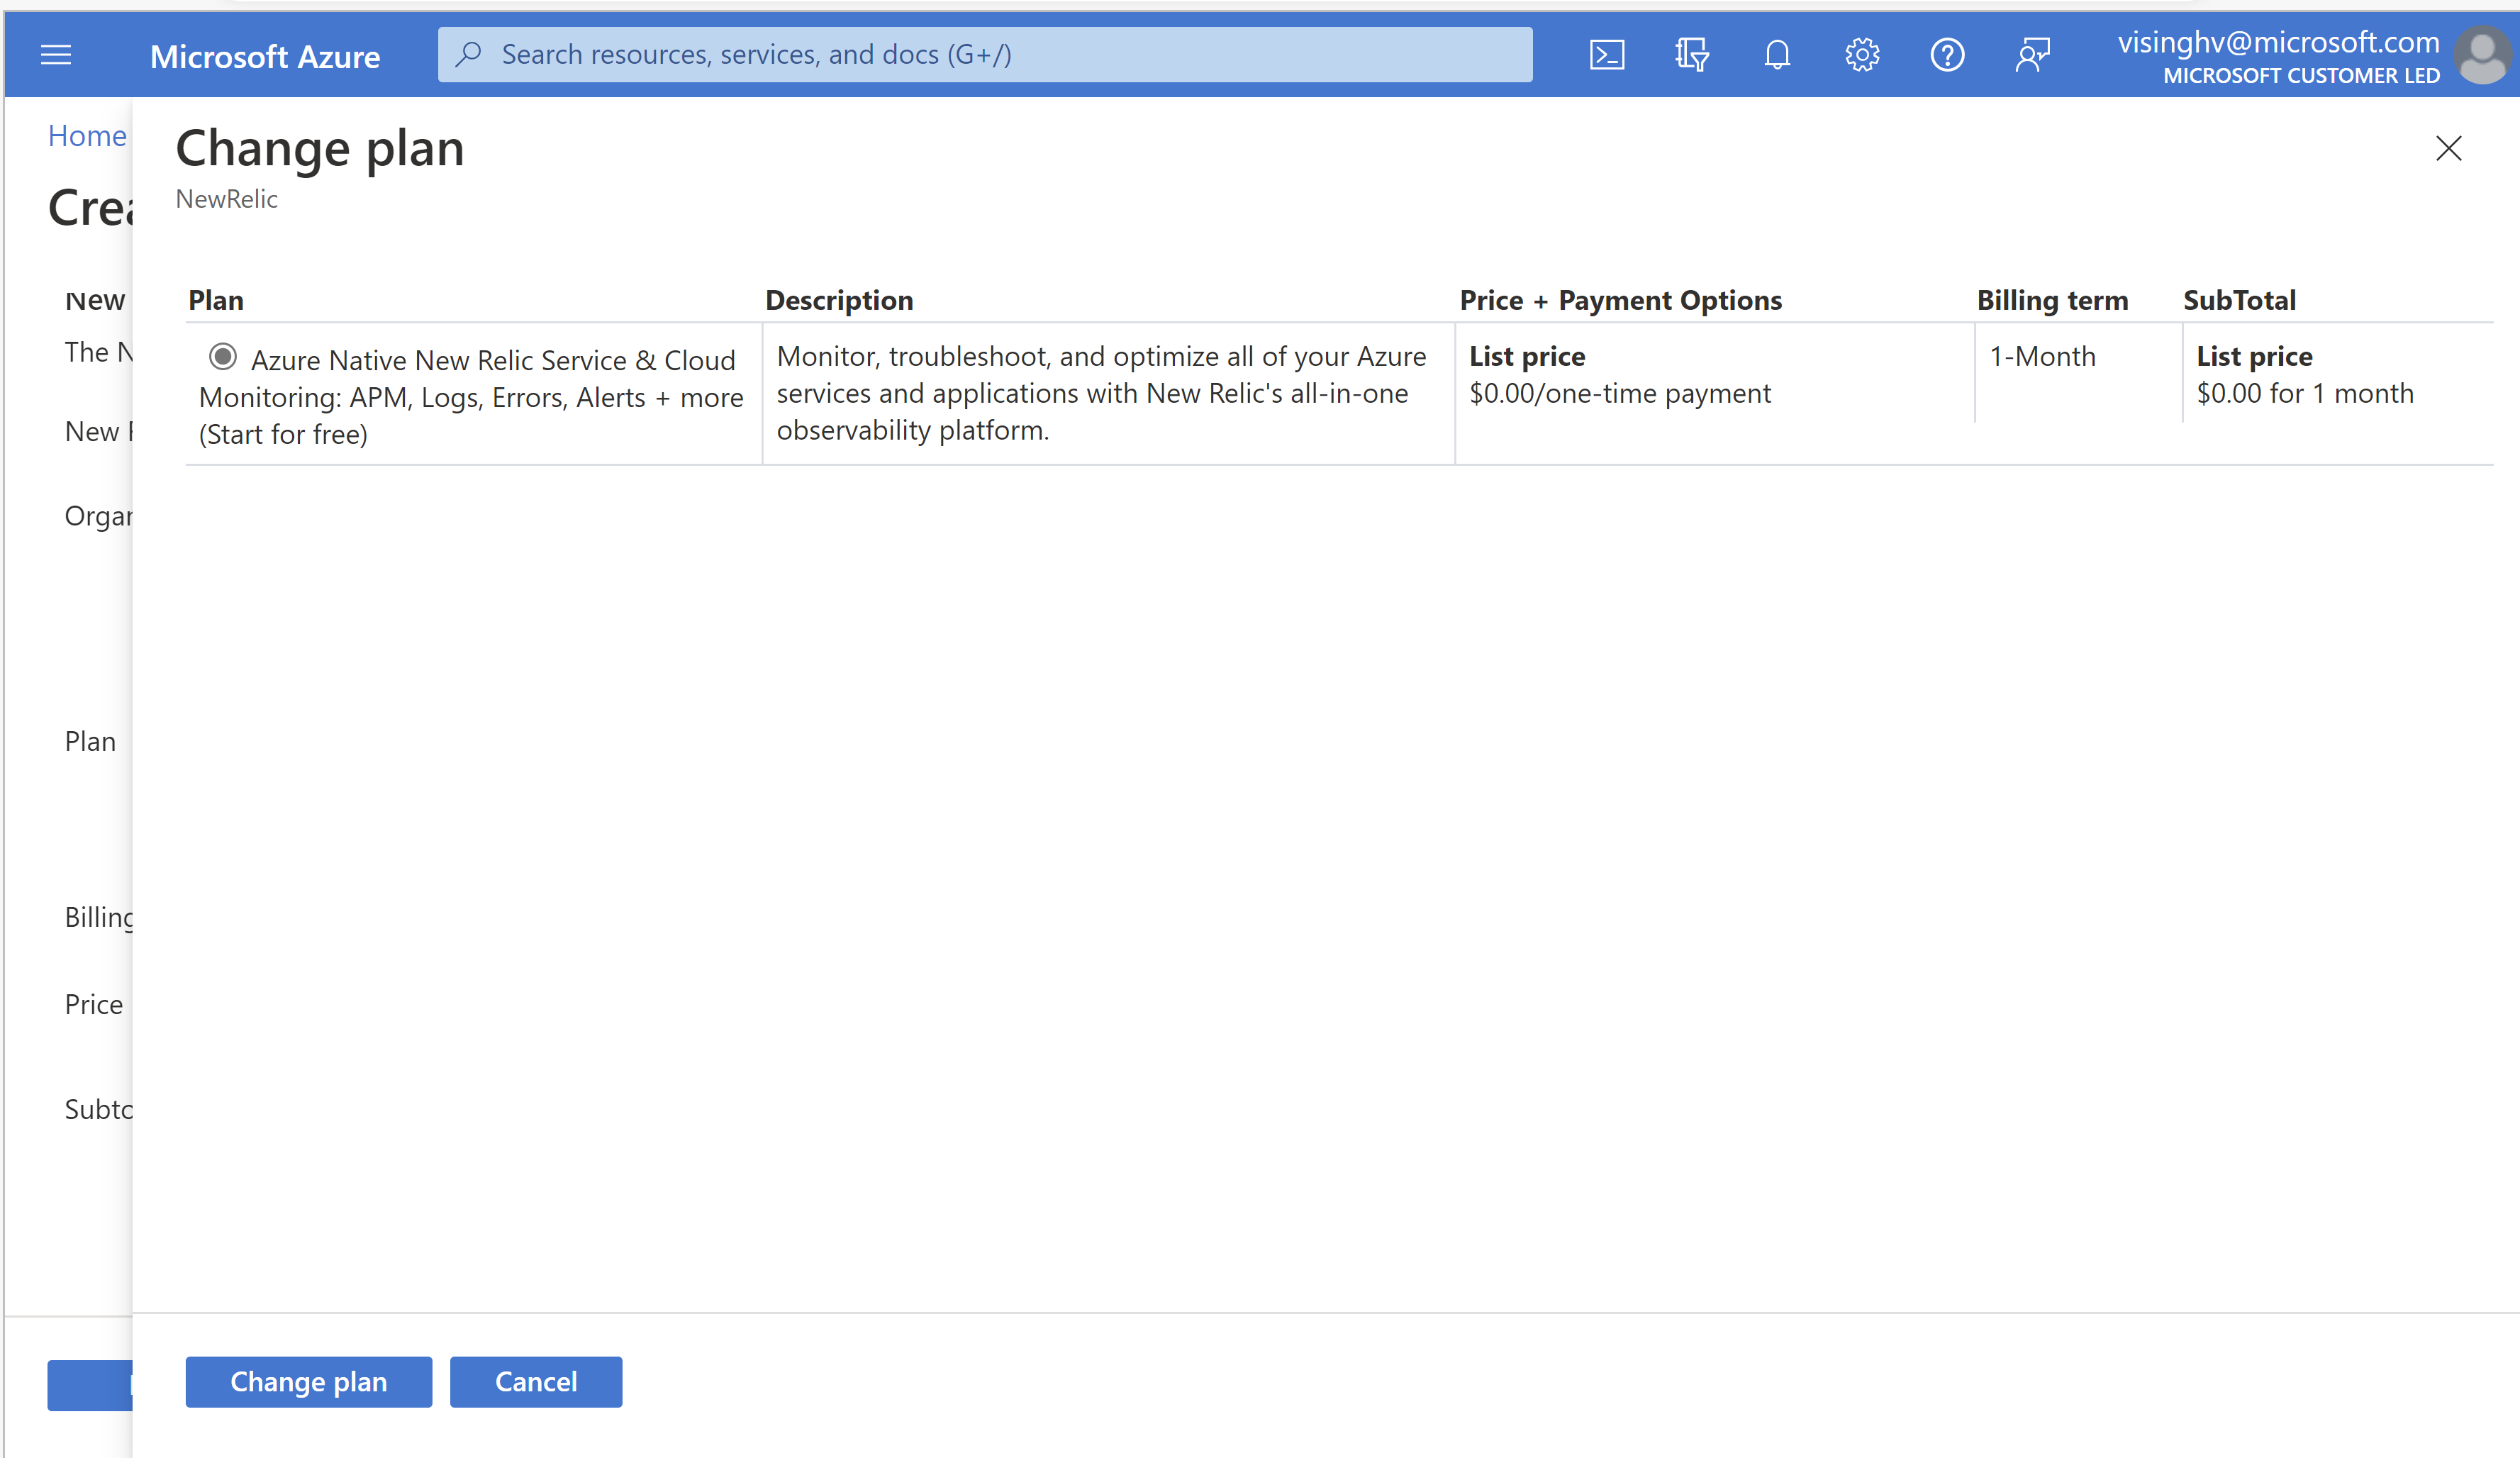 Microsoft Azure
Search resources, services, and docs (G+/)
visinghv@microsoft.com
MICROSOFT CUSTOMER LED
Home
Change plan
NewRelic
New
The
New
Plan
Price
Plan Description Price + Payment Options Billing term SubTotal
Azure Native New Relic Service & Cloud
Monitoring: APM, Logs, Errors, Alerts + more
(Start for free)
Monitor, troubleshoot, and optimize all of your Azure
services and applications with New Relic's all-in-one
observability platform.
List price
$0.00/one-time payment
1-Month
List price
$0.00 for 1 month
Change plan
Cancel